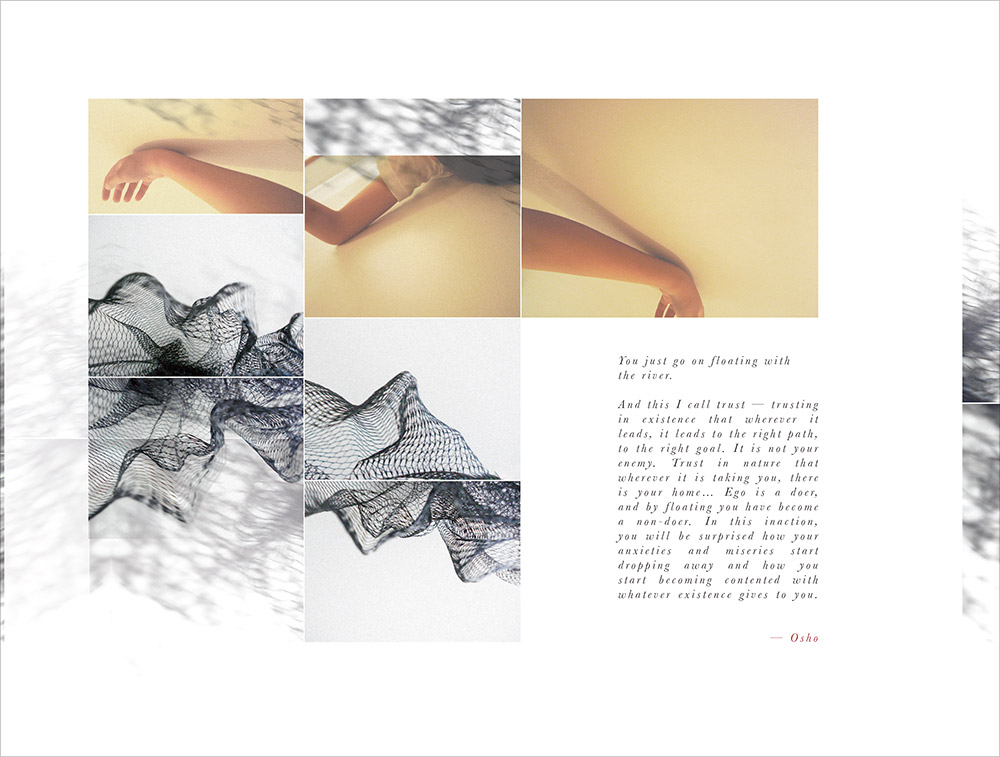 You just go on floating with
the river.
And this I call trust — trusting
in existence that wherever it
leads, it leads to the right path,
to the right goal. It is not your
enemy. Trust in nature that
wherever it is taking you, there
is your home... Ego is a doer,
and by floating you have become
a non-doer. In this inaction,
you will be surprised how your
anxieties and miseries start
dropping away and how you
start becoming contented with
whatever existence gives to you.
— Osho